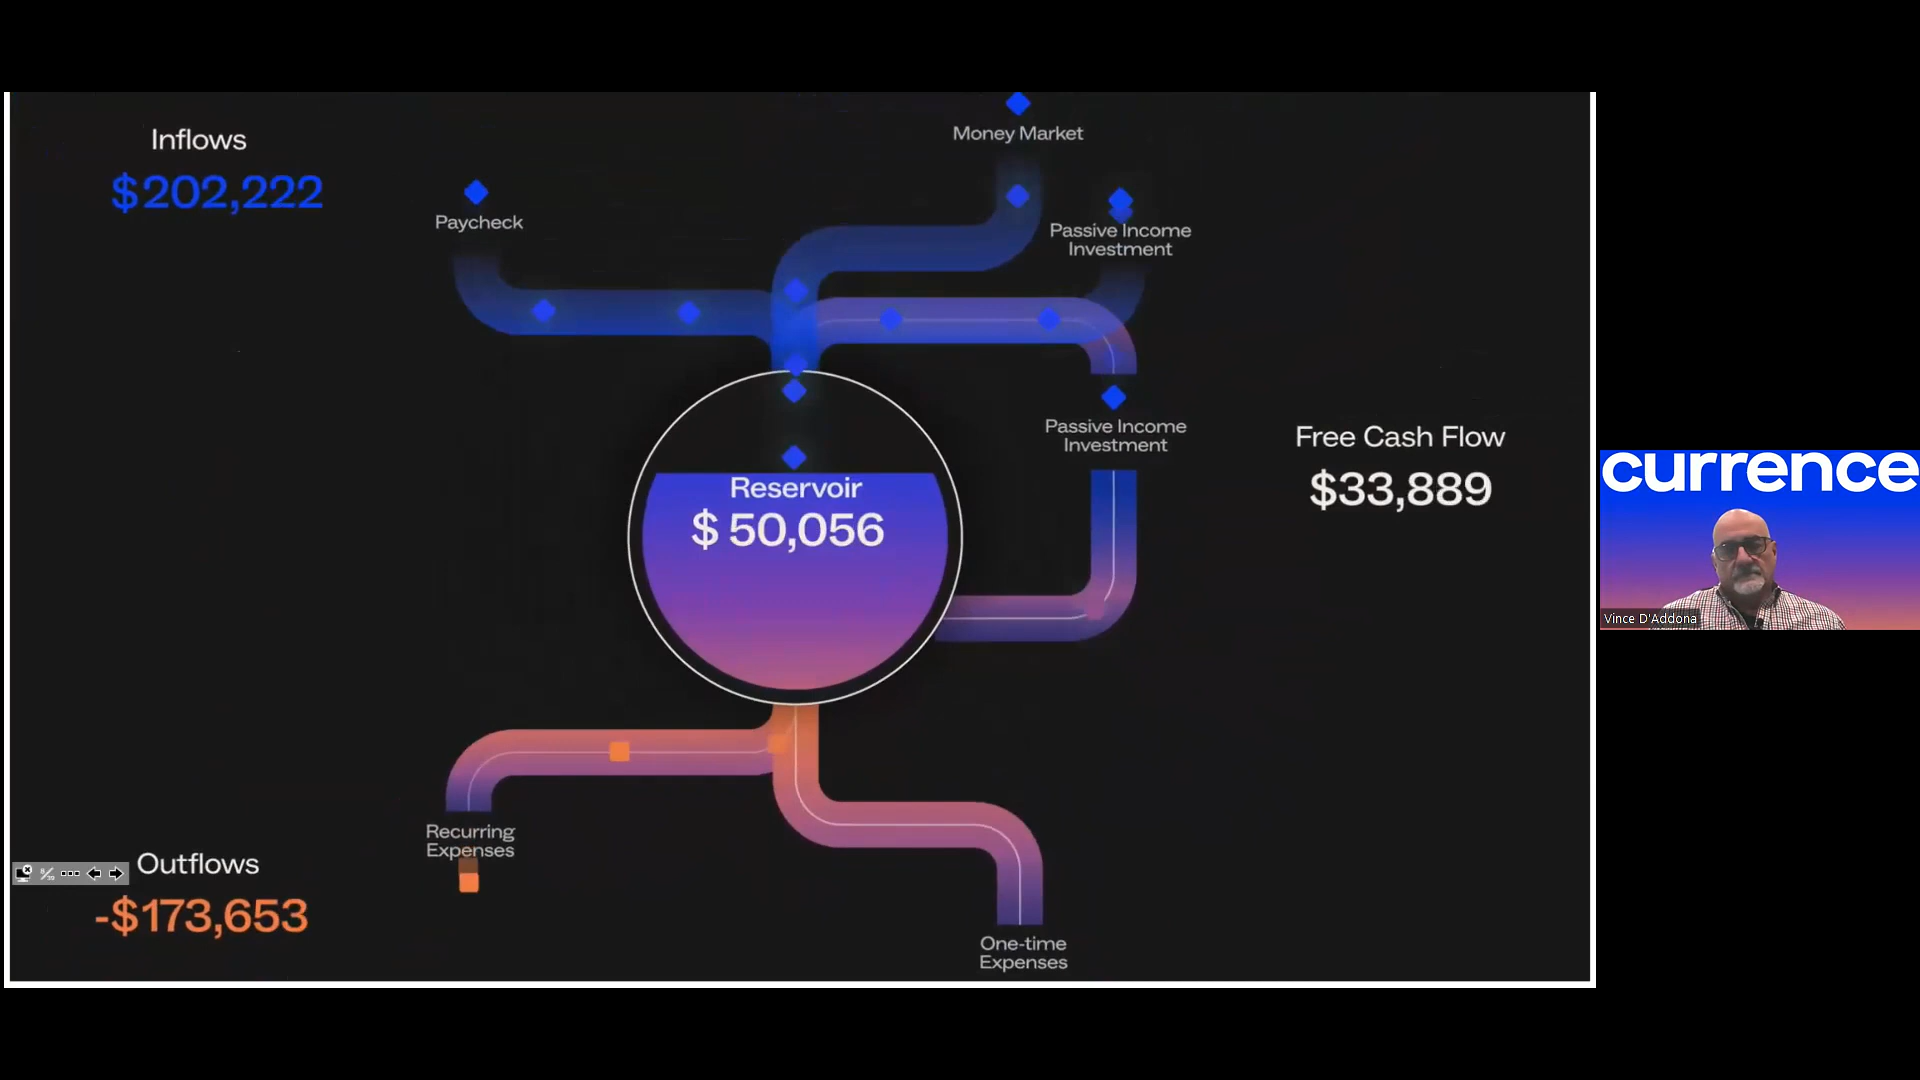 Inflows
$202,222
Paycheck
Money Market
Passive Income
Investment
Passive Income
Investment
Free Cash Flow
$33,889
Reservoir
$ 50,056
Recurring
Expenses
Outflows
-$173,653
One-time
Expenses
currence
Vince D'Addona